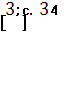 3; c. 34
[ ]